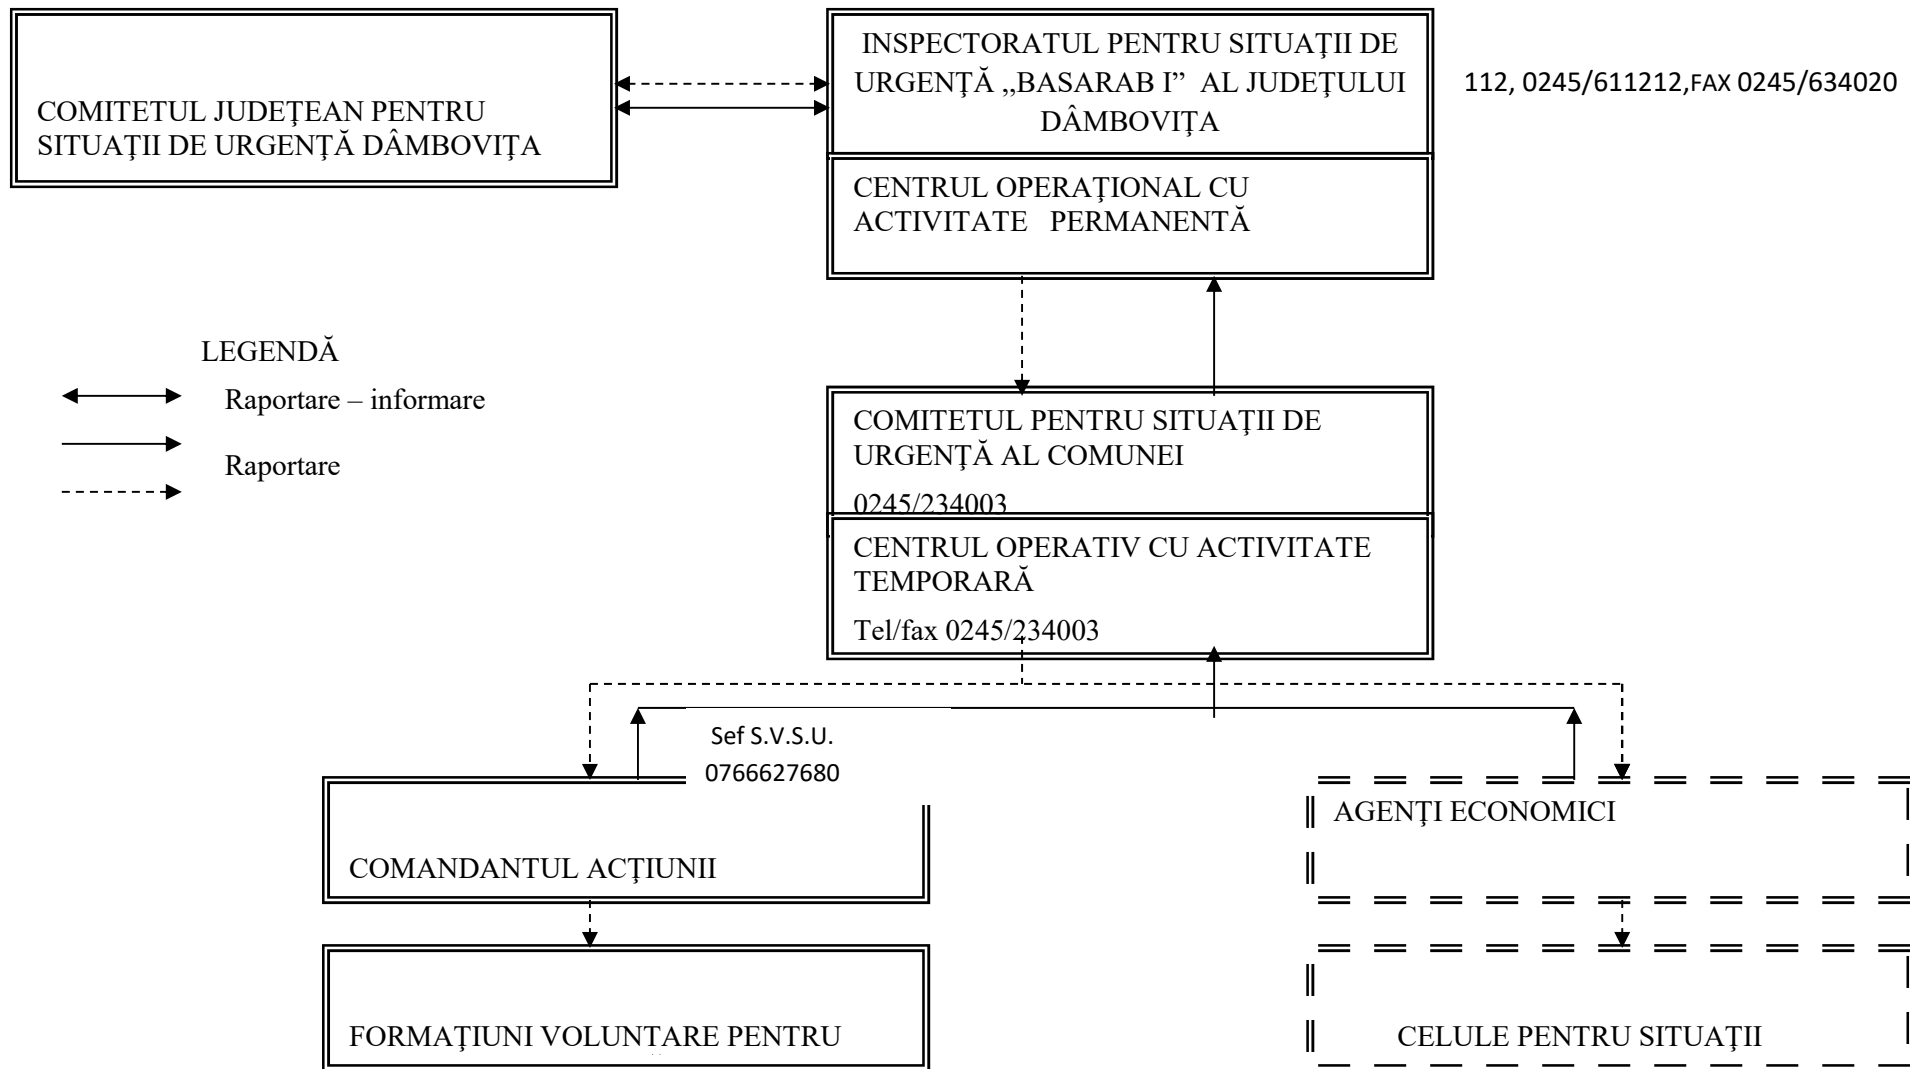 COMITETUL JUDEŢEAN PENTRU
SITUAŢII DE URGENŢĂ DÂMBOVIŢA
INSPECTORATUL PENTRU SITUAŢII DE
URGENŢĂ „BASARAB I” AL JUDEŢULUI
DÂMBOVIŢA
112, 0245/611212,FAX 0245/634020
CENTRUL OPERAŢIONAL CU
ACTIVITATE PERMANENTĂ
LEGENDĂ
Raportare – informare
Raportare
COMITETUL PENTRU SITUAŢII DE
URGENŢĂ AL COMUNEI
0245/234003
CENTRUL OPERATIV CU ACTIVITATE
TEMPORARĂ
Tel/fax 0245/234003
Sef S.V.S.U.
0766627680
COMANDANTUL ACŢIUNII
AGENŢI ECONOMICI
FORMAŢIUNI VOLUNTARE PENTRU
CELULE PENTRU SITUAŢII